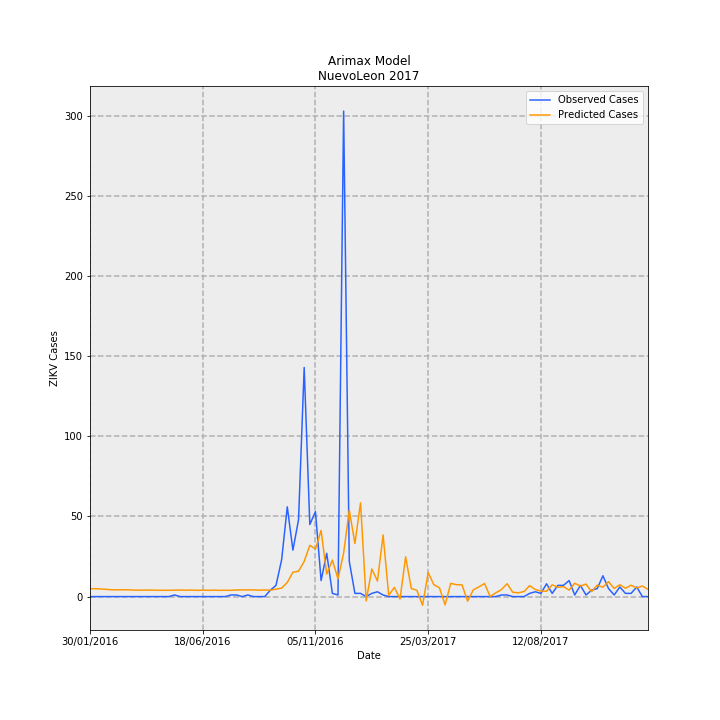 Arimax Model
NuevoLeon 2017
Observed Cases
Predicted Cases
300
250
200
150
100
50
0
ZIKV Cases
30/01/2016
18/06/2016
05/11/2016
25/03/2017
12/08/2017
Date